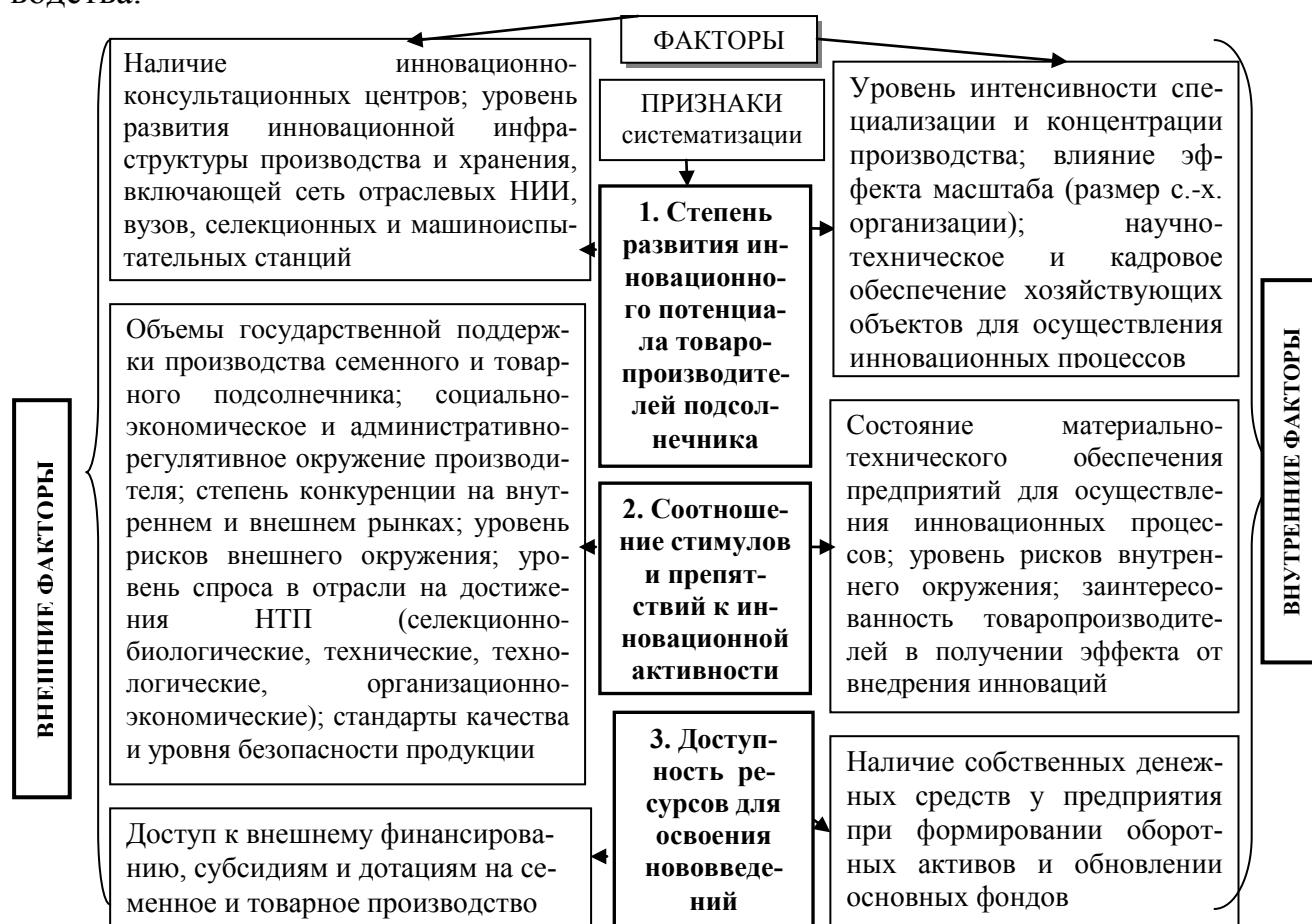 водства.
ФАКТОРЫ
ПРИЗНАКИ
систематизации
ВНЕШНИЕ ФАКТОРЫ
Наличие инновационно-
консультационных центров; уровень
развития инновационной инфра-
структуры производства и хранения,
включающей сеть отраслевых НИИ,
вузов, селекционных и машиноиспы-
тательных станций
1. Степень
развития ин-
новационно-
го потенциа-
ла товаро-
производите-
лей подсол-
нечника
Уровень интенсивности спе-
циализации и концентрации
производства; влияние эф-
фекта масштаба (размер с.-х.
организации); научно-
техническое и кадровое
обеспечение хозяйствующих
объектов для осуществления
инновационных процессов
Объемы государственной поддерж-
ки производства семенного и товар-
ного подсолнечника; социально-
экономическое и административно-
регулятивное окружение производи-
теля; степень конкуренции на внут-
реннем и внешнем рынках; уровень
рисков внешнего окружения; уро-
вень спроса в отрасли на достиже-
ния НТП (селекционно-
биологические, технические, техно-
логические, организационно-
экономические); стандарты качества
и уровня безопасности продукции
2. Соотноше-
ние стимулов
и препят-
ствий к ин-
новационной
активности
Состояние материально-
технического обеспечения
предприятий для осуществле-
ния инновационных процес-
сов; уровень рисков внутрен-
него окружения; заинтересо-
ванность товаропроизводите-
лей в получении эффекта от
внедрения инноваций
Доступ к внешнему финансирова-
нию, субсидиям и дотациям на се-
менное и товарное производство
3. Доступ-
ность ре-
сурсов для
освоения
нововведе-
ний
Наличие собственных денеж-
ных средств у предприятия
при формировании оборот-
ных активов и обновлении
основных фондов
ВНУТРЕННИЕ ФАКТОРЫ